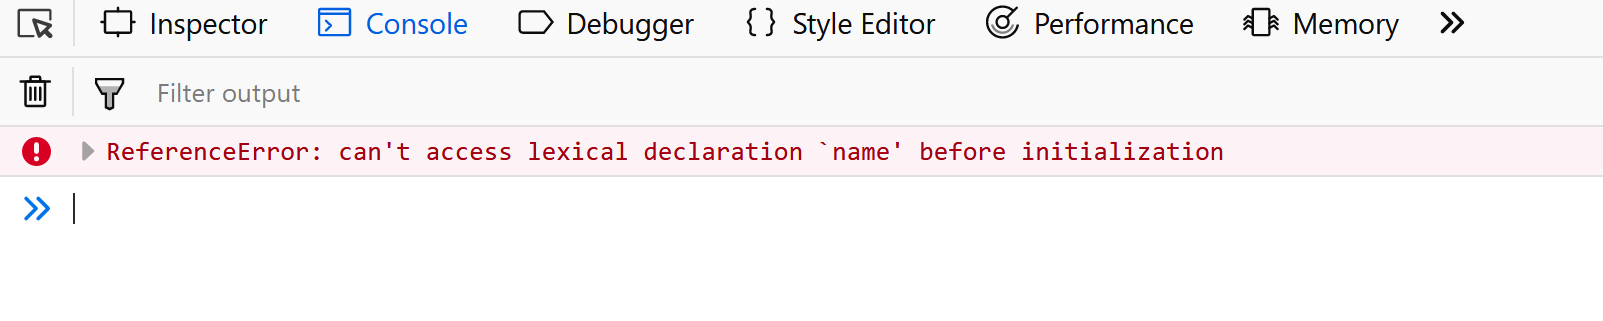 Inspector Console Debugger {} Style Editor Performance Memory »
Filter output
ReferenceError: can't access lexical declaration `name' before initialization